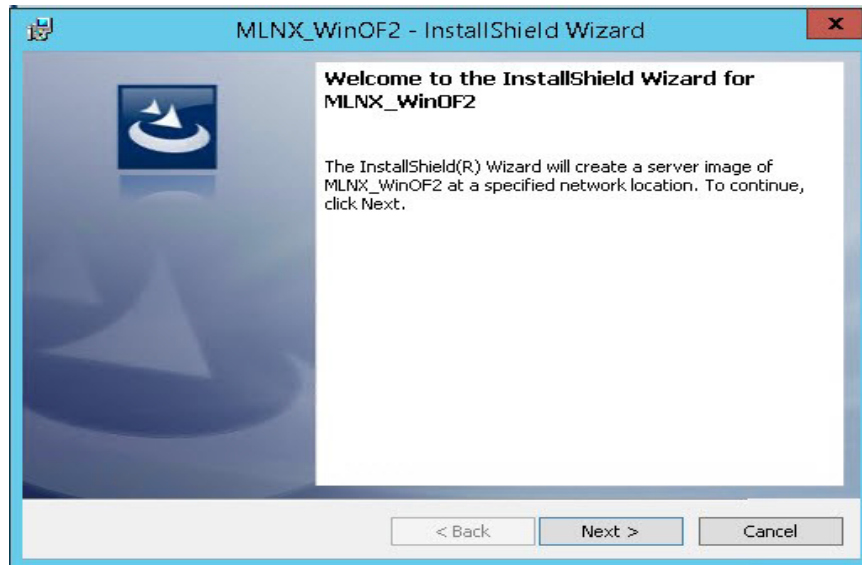 MLNX_WinOF2 - InstallShield Wizard
x
Welcome to the InstallShield Wizard for
MLNX_WinOF2
The InstallShield(R) Wizard will create a server image of
MLNX_WinOF2 at a specified network location. To continue,
click Next.
< Back Next > Cancel